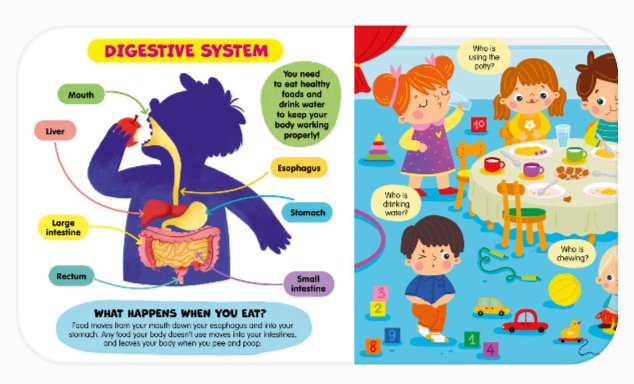 DIGESTIVE SYSTEM
Mouth
Liver
Large
intestine
Rectum
You need
to eat healthy
foods and
drink water
to keep your
body working
properly!
Esophagus
Stomach
Small
intestine
WHAT HAPPENS WHEN YOU EAT?
Food moves from your mouth down your esophagus and into your
stomach. Any food your body doesn't use moves into your intestines,
and leaves your body when you pee and poop.
Who is
using the
potty?
10
Who is
drinking
water?
Who is
chewing?
3
2
8
9
1
4